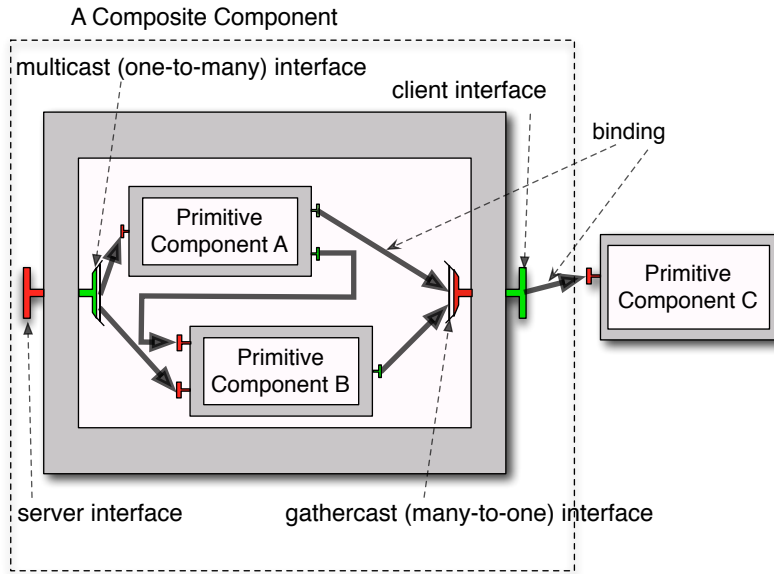 A Composite Component
multicast (one-to-many) interface
client interface
binding
Primitive
Component A
Primitive
Component C
Primitive
Component B
server interface
gathercast (many-to-one) interface